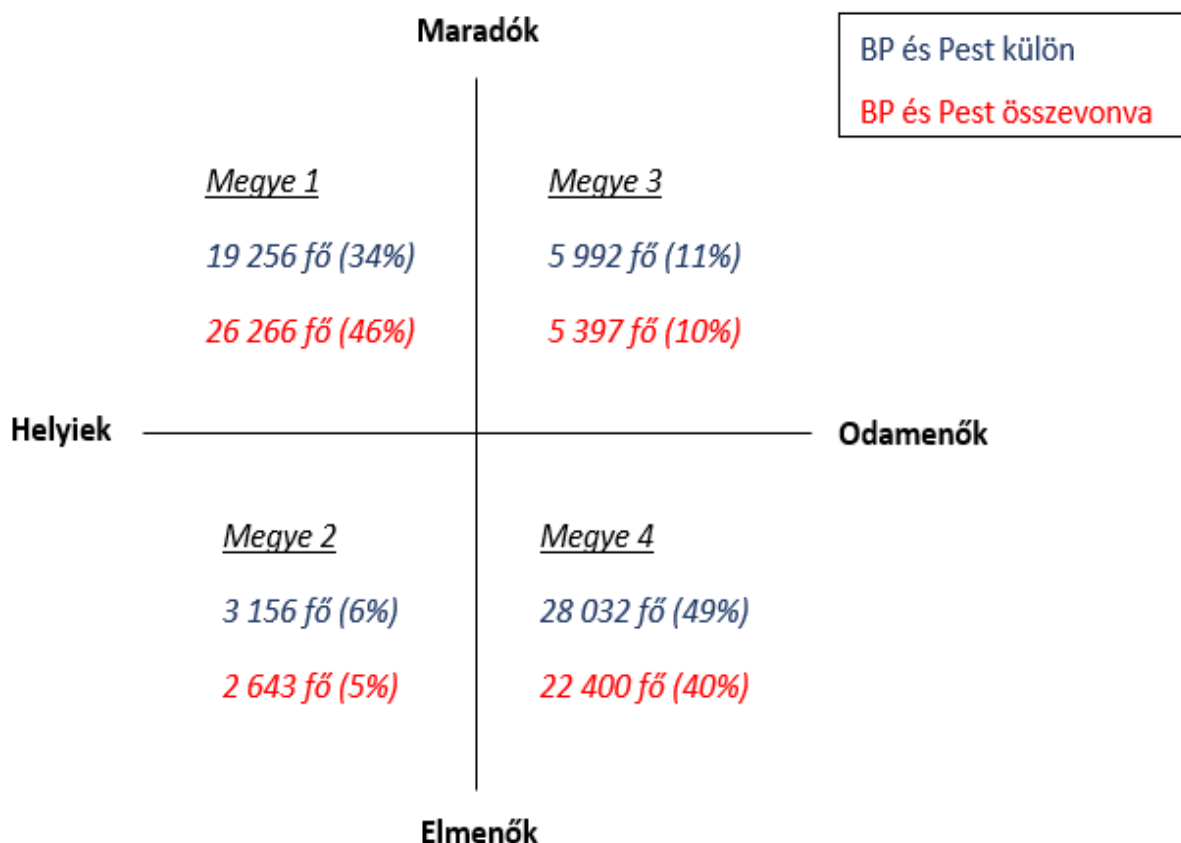 Maradók
BP és Pest külön
BP és Pest összevonva
Megye 1
19 256 fő (34%)
26 266 fő (46%)
Megye 3
5 992 fő (11%)
5 397 fő (10%)
Helyiek
Odamenők
Megye 2
3 156 fő (6%)
2 643 fő (5%)
Megye 4
28 032 fő (49%)
22 400 fő (40%)
Elmenők